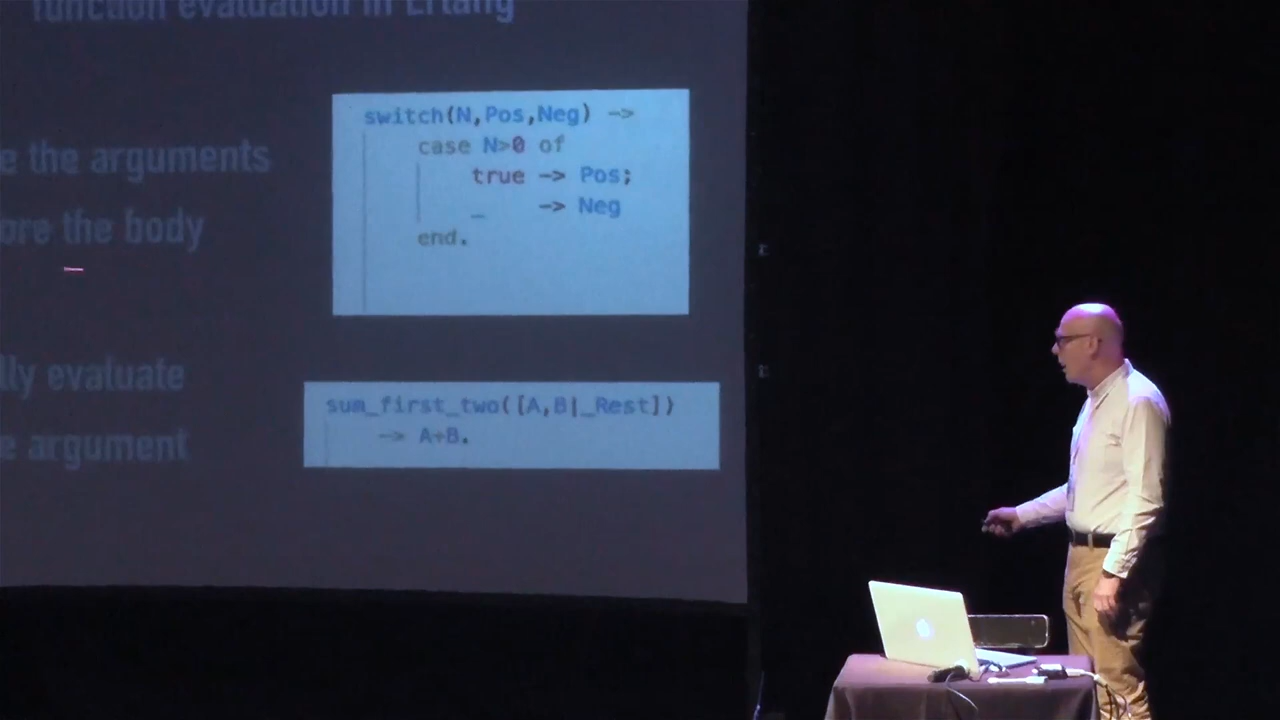 function evaluation in Erlang
e the arguments
ore the body
switch(N,Pos,Neg) ->
case N>0 of
true -> Pos;
_ -> Neg
end.
lly evaluate
e argument
sum_first_two([A,B|_Rest])
-> A+B.